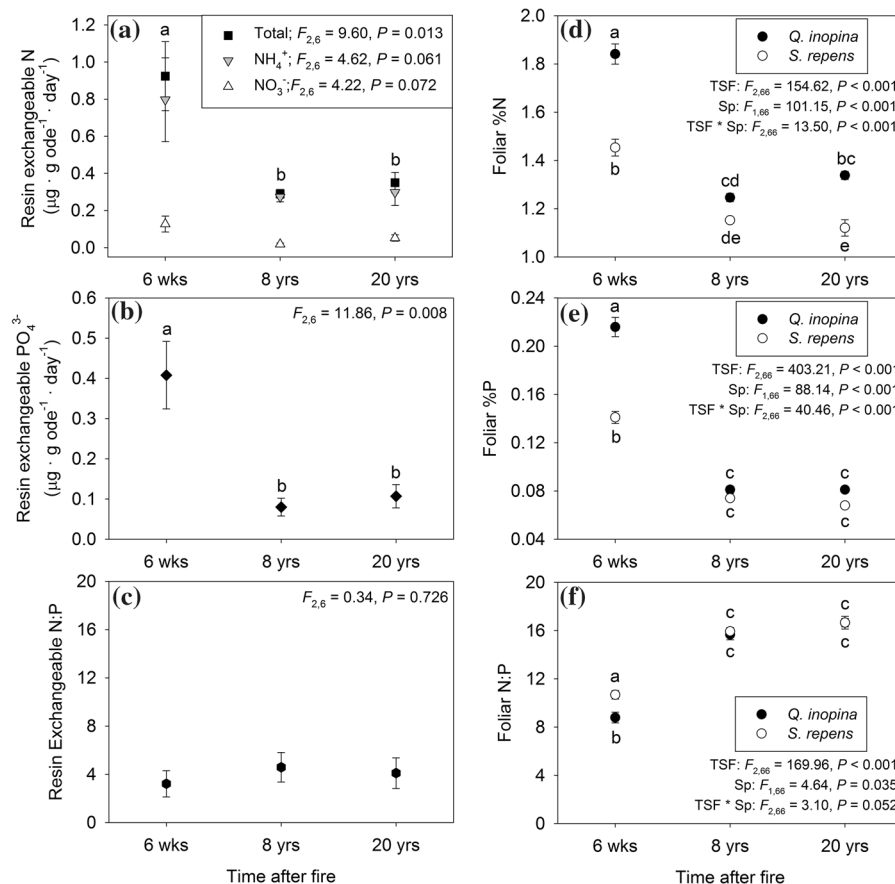 (a)
Total; F2,6 = 9.60, P = 0.013
NH4+; F2,6 = 4.62, P = 0.061
NO3-;F2,6 = 4.22, P = 0.072
Resin exchangeable N
(µg · g ode-1 · day-1)
1.2
1.0
0.8
0.6
0.4
0.2
0.0
a
b
b
6 wks
8 yrs
20 yrs
(b)
F2,6 = 11.86, P = 0.008
Resin exchangeable PO43-
(µg · g ode-1 · day-1)
0.6
0.5
0.4
0.3
0.2
0.1
0.0
a
b
b
6 wks
8 yrs
20 yrs
(c)
F2,6 = 0.34, P = 0.726
Resin Exchangeable N:P
20
16
12
8
4
0
6 wks
8 yrs
20 yrs
Time after fire
(d)
Q. inopina
S. repens
TSF: F2,66 = 154.62, P < 0.001
Sp: F1,66 = 101.15, P < 0.001
TSF * Sp: F2,66 = 13.50, P < 0.001
Foliar %N
2.0
1.8
1.6
1.4
1.2
1.0
a
b
cd
de
bc
e
6 wks
8 yrs
20 yrs
(e)
Q. inopina
S. repens
TSF: F2,66 = 403.21, P < 0.001
Sp: F1,66 = 88.14, P < 0.001
TSF * Sp: F2,66 = 40.46, P < 0.001
Foliar %P
0.24
0.20
0.16
0.12
0.08
0.04
a
b
c
c
c
c
6 wks
8 yrs
20 yrs
(f)
Q. inopina
S. repens
TSF: F2,66 = 169.96, P < 0.001
Sp: F1,66 = 4.64, P = 0.035
TSF * Sp: F2,66 = 3.10, P = 0.052
Foliar N:P
20
16
12
8
4
0
a
b
c
c
c
c
6 wks
8 yrs
20 yrs
Time after fire